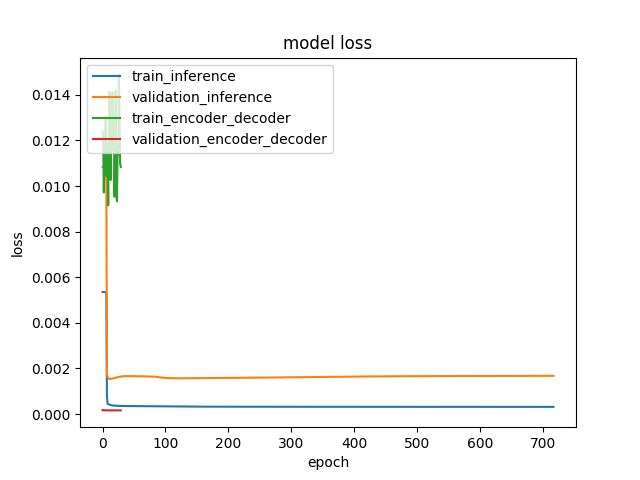 model loss
train_inference
validation_inference
train_encoder_decoder
validation_encoder_decoder
0.014
0.012
0.010
0.008
0.006
0.004
0.002
0.000
loss
0 100 200 300 400 500 600 700
epoch